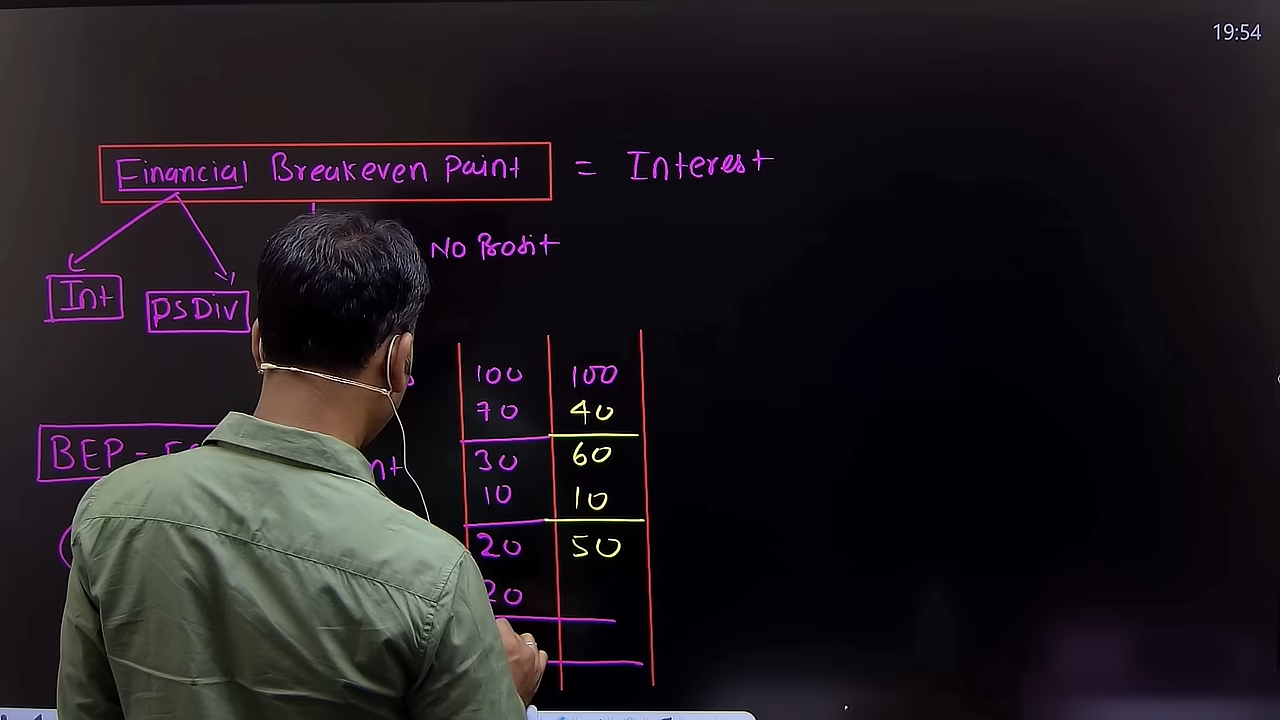 19:54
Financial Breakeven Paint = Interest
No Profit
Int
PSDiv
100 100
70 40
BEP -
30 60
10 10
20 50
20